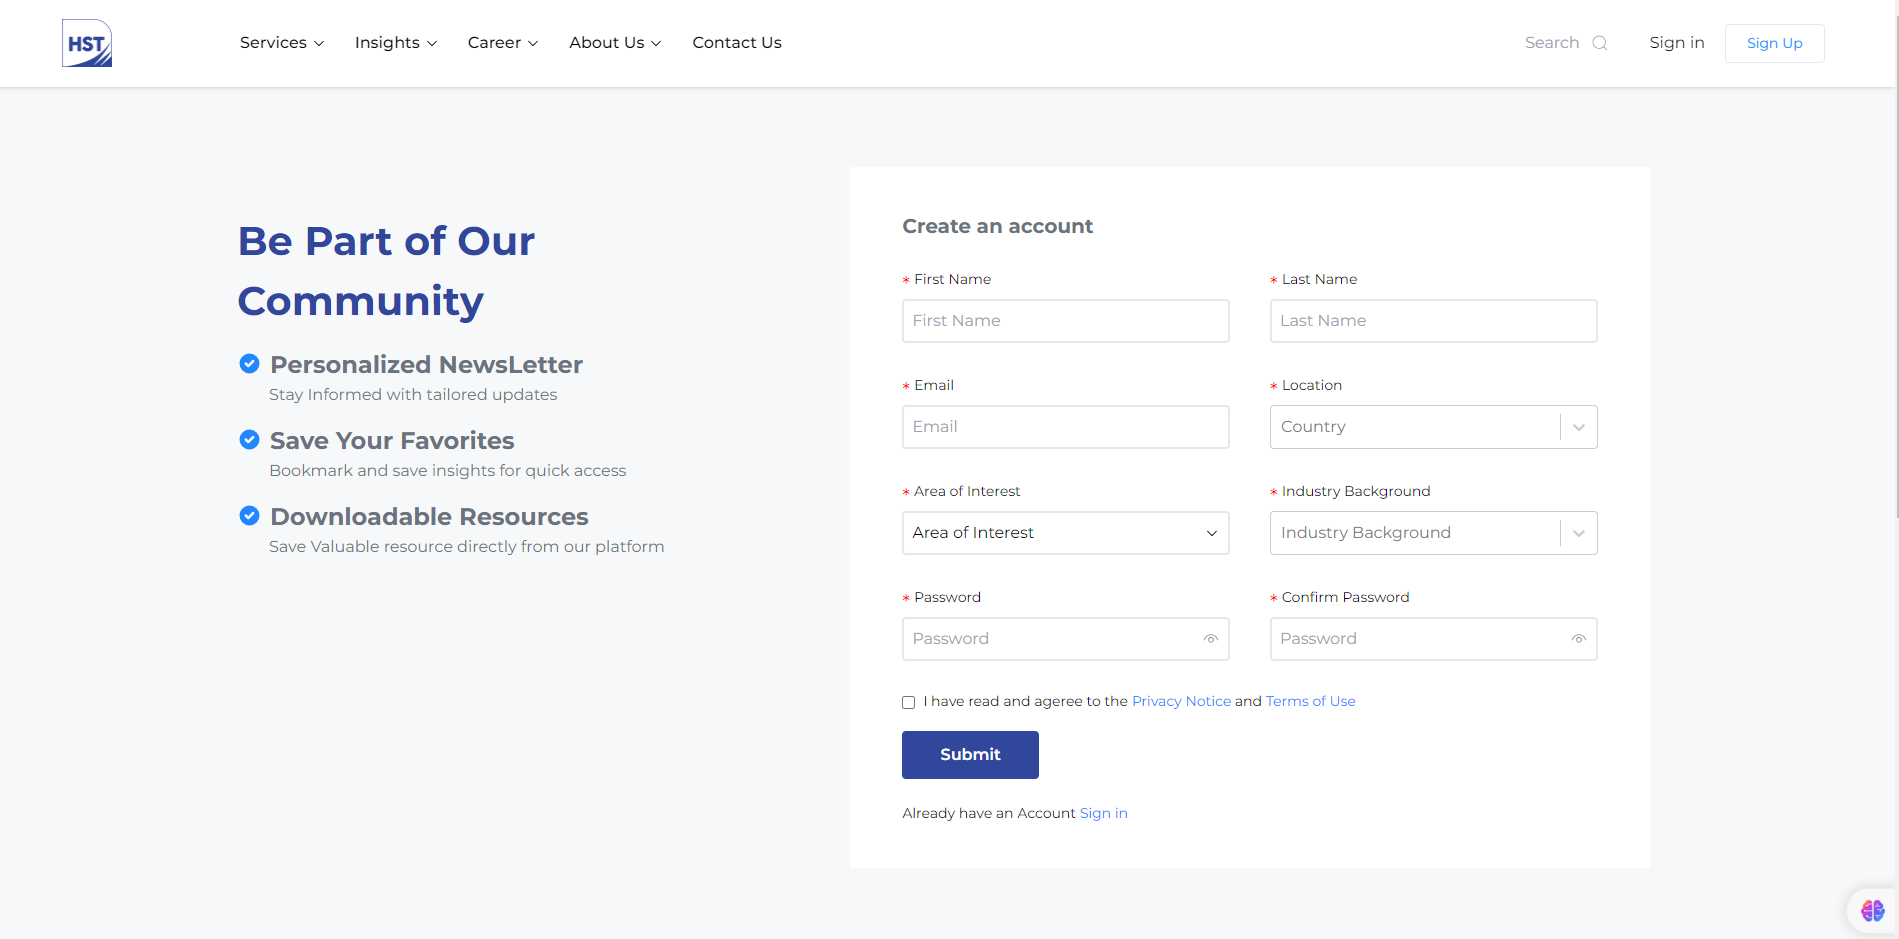 HST
Services Insights Career About Us Contact Us Search Sign in Sign Up
Be Part of Our
Community
Personalized NewsLetter
Stay Informed with tailored updates
Save Your Favorites
Bookmark and save insights for quick access
Downloadable Resources
Save Valuable resource directly from our platform
Create an account
* First Name * Last Name
First Name Last Name
* Email * Location
Email Country
* Area of Interest * Industry Background
Area of Interest Industry Background
* Password * Confirm Password
Password Password
I have read and ageree to the Privacy Notice and Terms of Use
Submit
Already have an Account Sign in